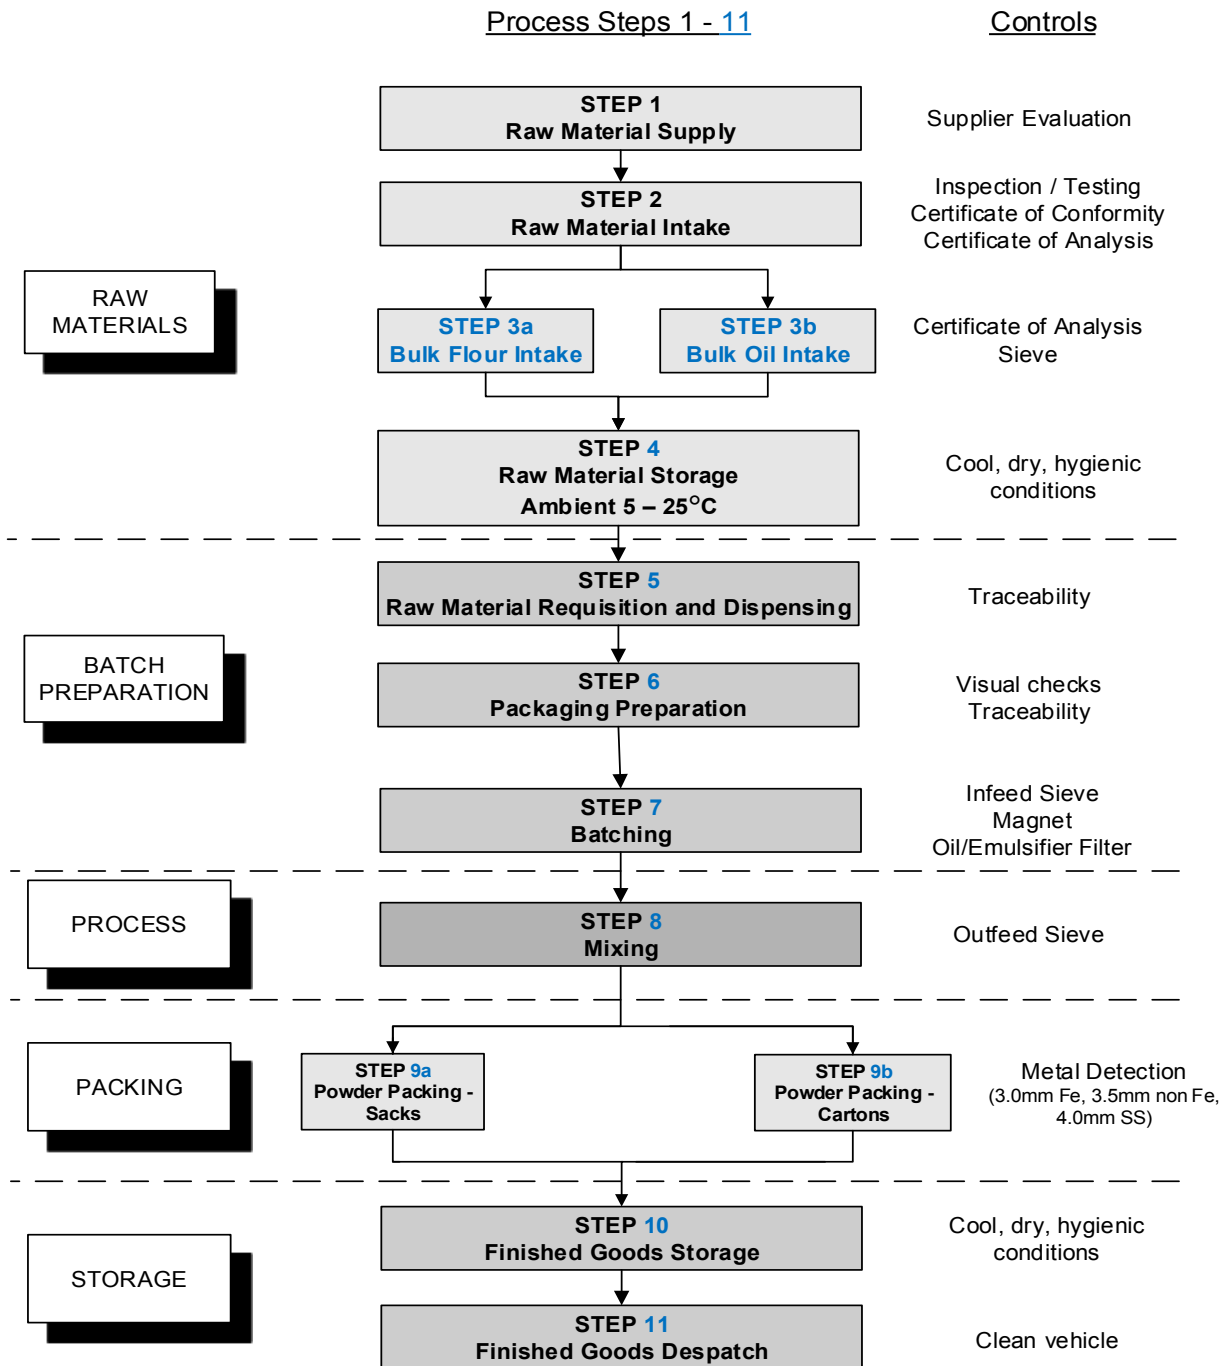 Process Steps 1 - 11
Controls
STEP 1
Raw Material Supply
Supplier Evaluation
STEP 2
Raw Material Intake
Inspection / Testing
Certificate of Conformity
Certificate of Analysis
RAW
MATERIALS
STEP 3a
Bulk Flour Intake
STEP 3b
Bulk Oil Intake
Certificate of Analysis
Sieve
STEP 4
Raw Material Storage
Ambient 5 – 25°C
Cool, dry, hygienic
conditions
STEP 5
Raw Material Requisition and Dispensing
Traceability
BATCH
PREPARATION
STEP 6
Packaging Preparation
Visual checks
Traceability
STEP 7
Batching
Infeed Sieve
Magnet
Oil/Emulsifier Filter
PROCESS
STEP 8
Mixing
Outfeed Sieve
PACKING
STEP 9a
Powder Packing -
Sacks
STEP 9b
Powder Packing -
Cartons
Metal Detection
(3.0mm Fe, 3.5mm non Fe,
4.0mm SS)
STORAGE
STEP 10
Finished Goods Storage
Cool, dry, hygienic
conditions
STEP 11
Finished Goods Despatch
Clean vehicle